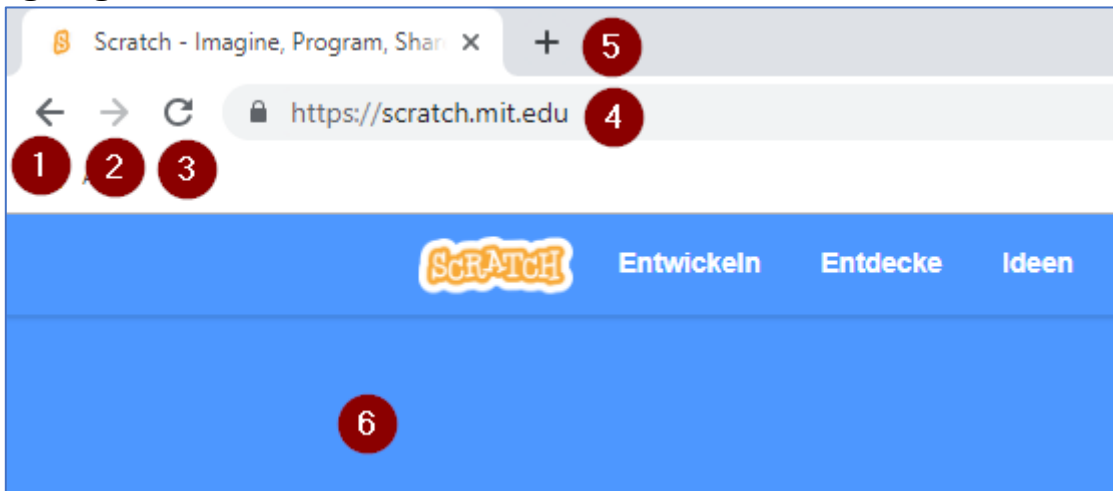 Scratch - Imagine, Program, Shar
5
https://scratch.mit.edu
4
1
2
3
SCRATCH
Entwickeln
Entdecke
Ideen
6